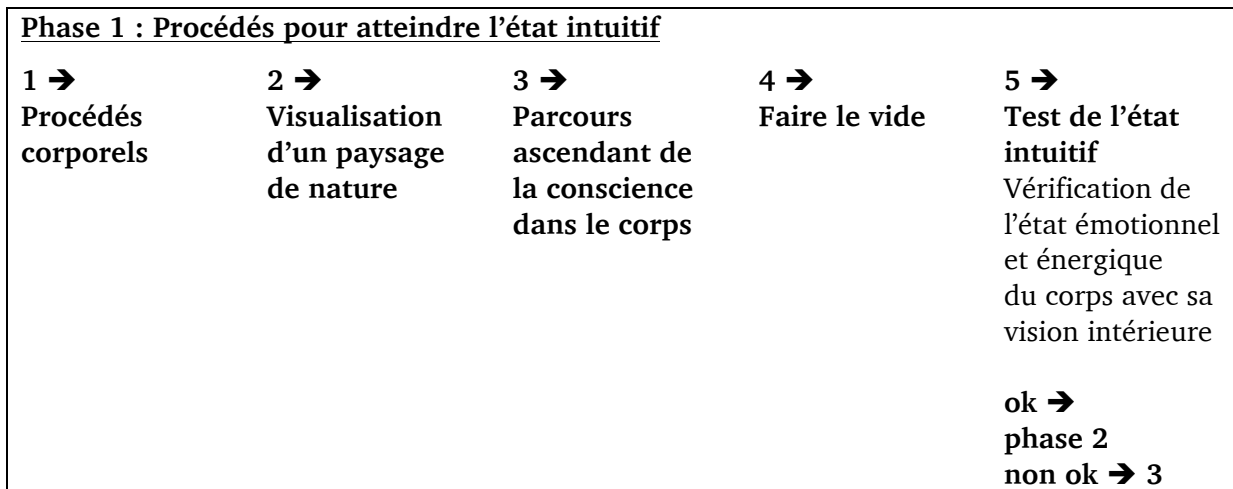 Phase 1 : Procédés pour atteindre l’état intuitif
1 ➔
Procédés
corporels
2 ➔
Visualisation
d’un paysage
de nature
3 ➔
Parcours
ascendant de
la conscience
dans le corps
4 ➔
Faire le vide
5 ➔
Test de l’état
intuitif
Vérification de
l’état émotionnel
et énergique
du corps avec sa
vision intérieure
ok ➔
phase 2
non ok ➔ 3